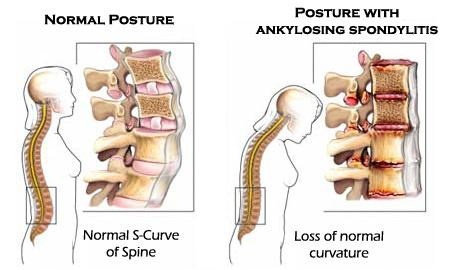 NORMAL POSTURE
POSTURE WITH
ANKYLOSING SPONDYLITIS
Normal S-Curve
of Spine
Loss of normal
curvature